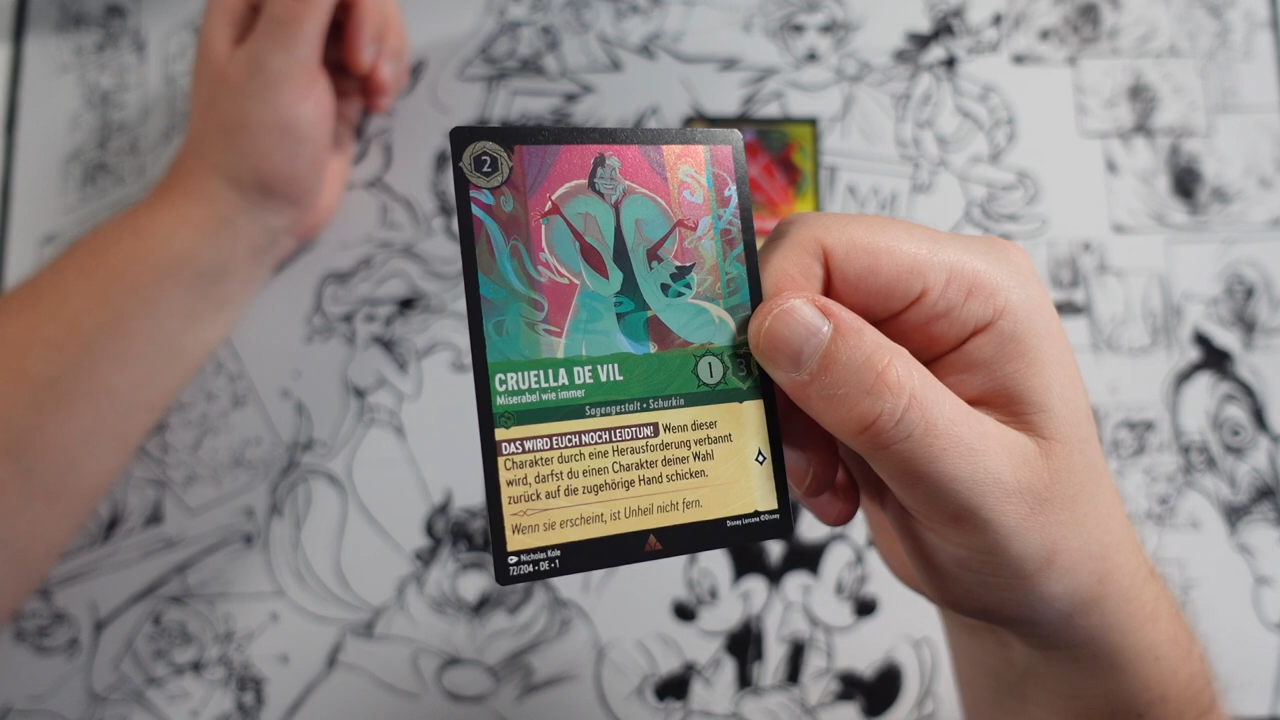 2
CRUELLA DE VIL
Miserabel wie immer
1 3
Sagengestalt • Schurkin
DAS WIRD EUCH NOCH LEIDTUN! Wenn dieser
Charakter durch eine Herausforderung verbannt
wird, darfst du einen Charakter deiner Wahl
zurück auf die zugehörige Hand schicken.
Wenn sie erscheint, ist Unheil nicht fern.
Disney Lorcana ©Disney
Nicholas Kole
72/204 • DE • 1